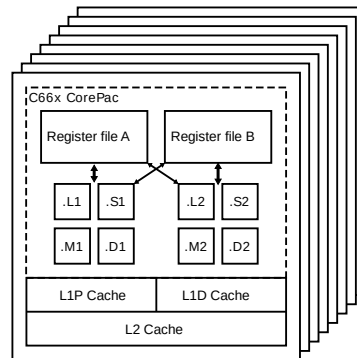 C66x CorePac
Register file A Register file B
.L1 .S1 .L2 .S2
.M1 .D1 .M2 .D2
L1P Cache L1D Cache
L2 Cache